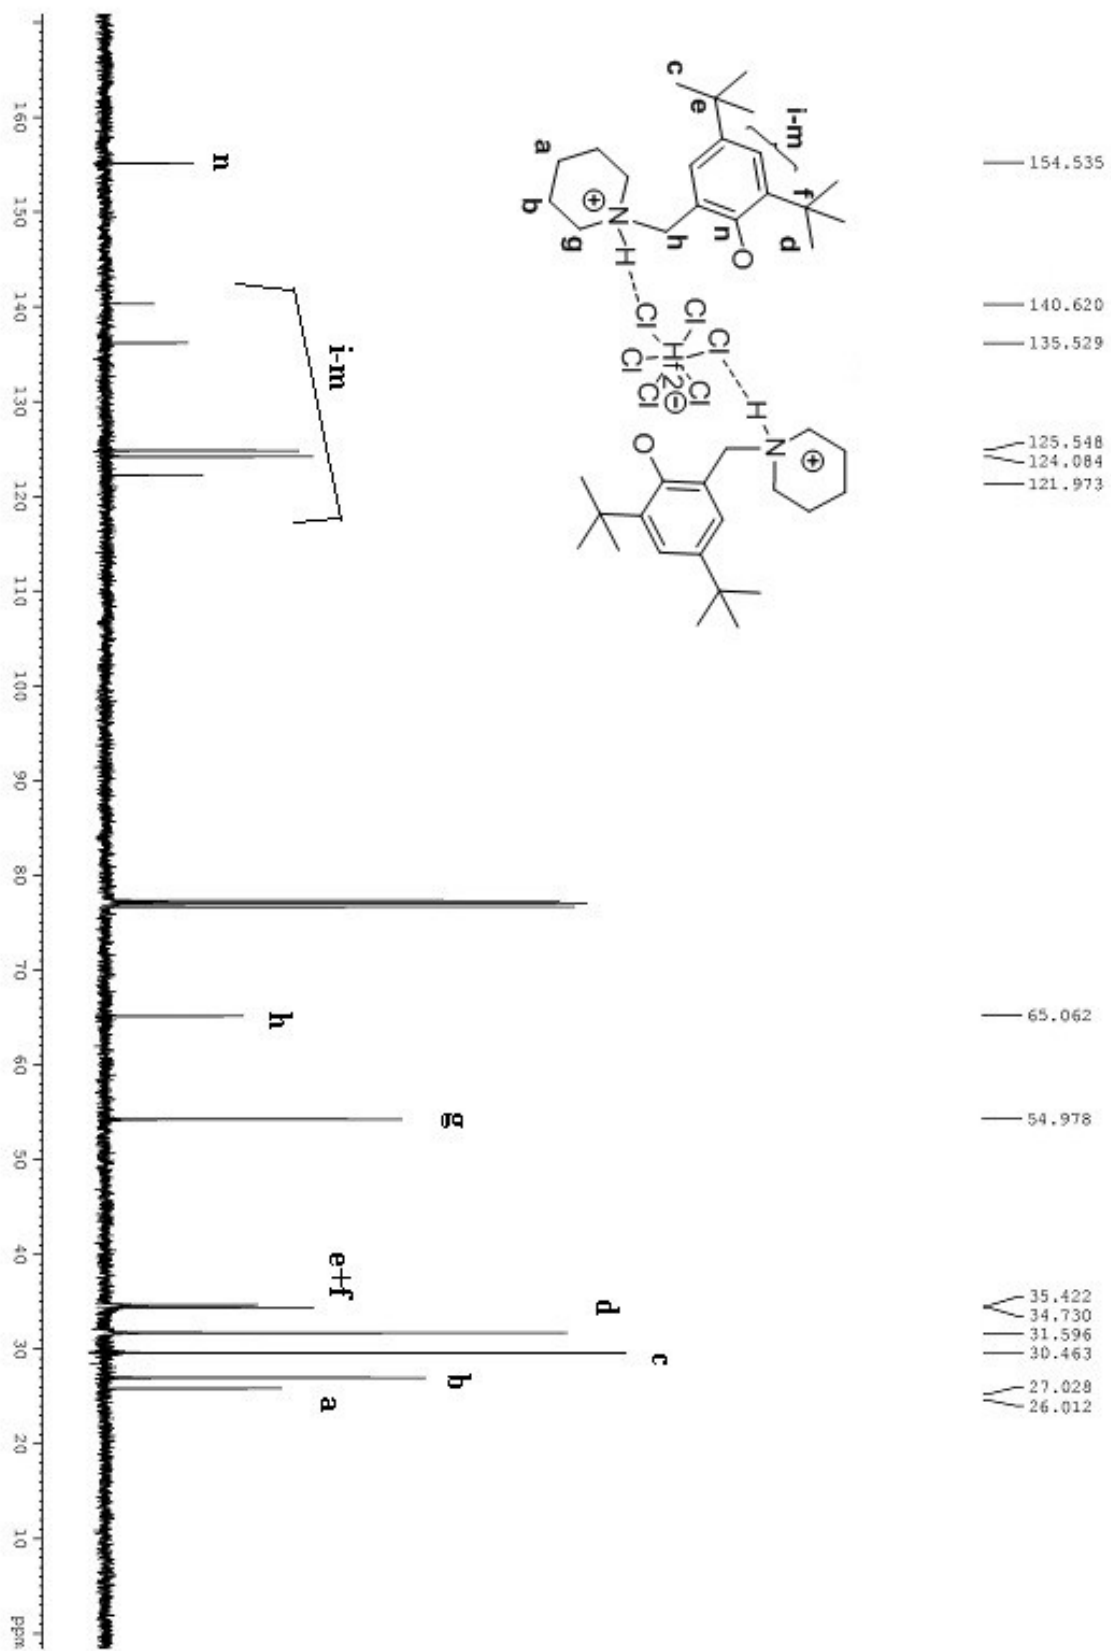 154.535
140.620
135.529
125.548
124.084
121.973
65.062
54.978
35.422
34.730
31.596
30.463
27.028
26.012
c
e
i-m
f
d
n
O
h
a
b
g
⊕
N
H
Cl
Cl
Cl
Hf2⊖
Cl
Cl
Cl
H
N
⊕
O
n
i-m
h
g
e+f
d
c
b
a
160
150
140
130
120
110
100
90
80
70
60
50
40
30
20
10
ppm